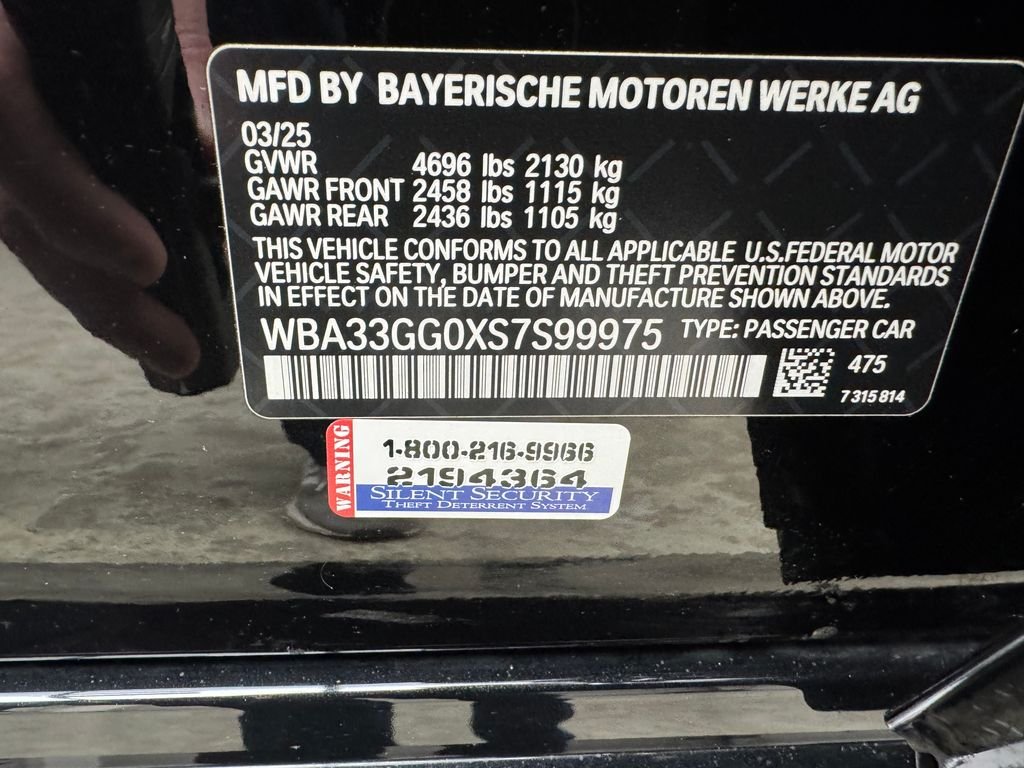 MFD BY BAYERISCHE MOTOREN WERKE AG
03/25
GVWR 4696 lbs 2130 kg
GAWR FRONT 2458 lbs 1115 kg
GAWR REAR 2436 lbs 1105 kg
THIS VEHICLE CONFORMS TO ALL APPLICABLE U.S.FEDERAL MOTOR
VEHICLE SAFETY, BUMPER AND THEFT PREVENTION STANDARDS
IN EFFECT ON THE DATE OF MANUFACTURE SHOWN ABOVE.
WBA33GG0XS7S99975 TYPE: PASSENGER CAR
475
7 315 814
WARNING
1-800-216-9966
2194364
SILENT SECURITY
THEFT DETERRENT SYSTEM